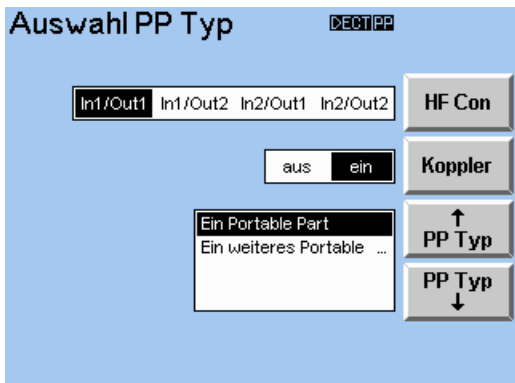 Auswahl PP Typ DECT PP
In1/Out1 In1/Out2 In2/Out1 In2/Out2 HF Con
aus ein Koppler
Ein Portable Part
Ein weiteres Portable ...
↑
PP Typ
PP Typ
↓